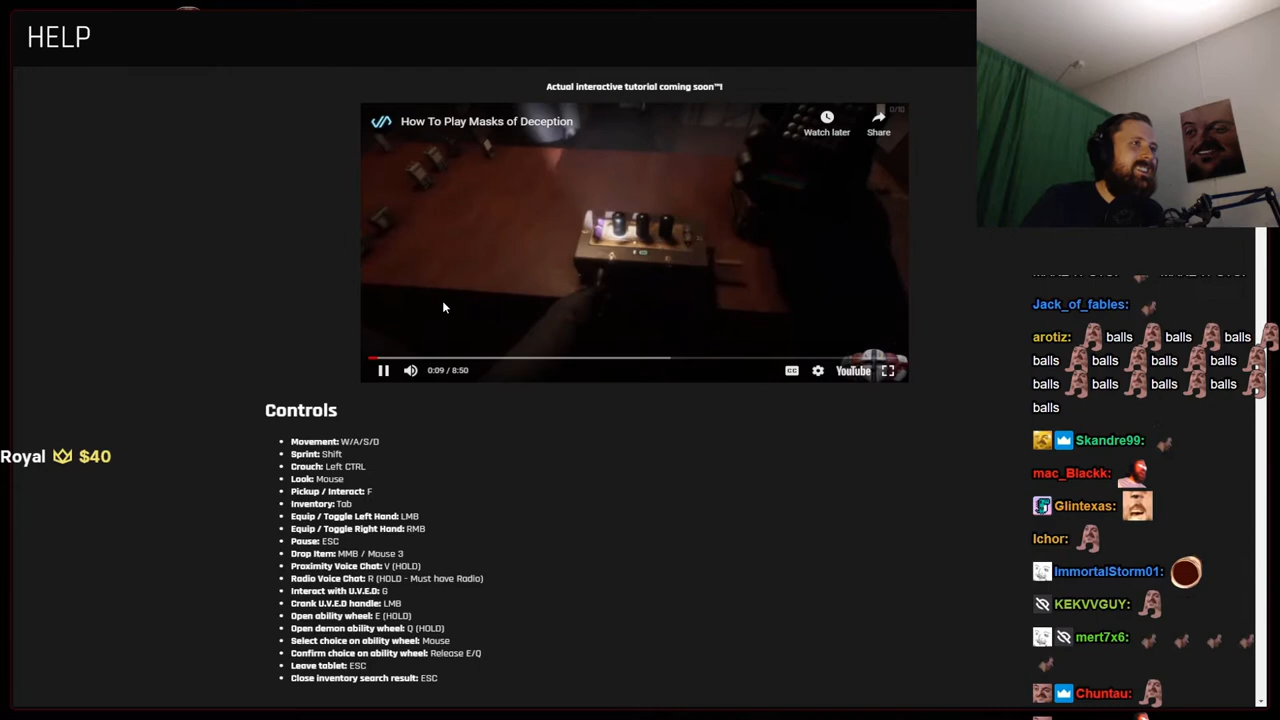 HELP
Actual interactive tutorial coming soon™!
How To Play Masks of Deception
Watch later
Share
0/10
0:09 / 8:50
CC
YouTube
Controls
Movement: W/A/S/D
Sprint: Shift
Crouch: Left CTRL
Look: Mouse
Pickup / Interact: F
Inventory: Tab
Equip / Toggle Left Hand: LMB
Equip / Toggle Right Hand: RMB
Pause: ESC
Drop Item: MMB / Mouse 3
Proximity Voice Chat: V (HOLD)
Radio Voice Chat: R (HOLD - Must have Radio)
Interact with U.V.E.D: G
Crank U.V.E.D handle: LMB
Open ability wheel: E (HOLD)
Open demon ability wheel: Q (HOLD)
Select choice on ability wheel: Mouse
Confirm choice on ability wheel: Release E/Q
Leave tablet: ESC
Close inventory search result: ESC
Royal $40
Jack_of_fables:
arotiz: balls balls balls
balls balls balls balls
balls balls balls balls
balls
Skandre99:
mac_Blackk:
Glintexas:
Ichor:
ImmortalStorm01:
KEKVVGUY:
mert7x6:
Chuntau: